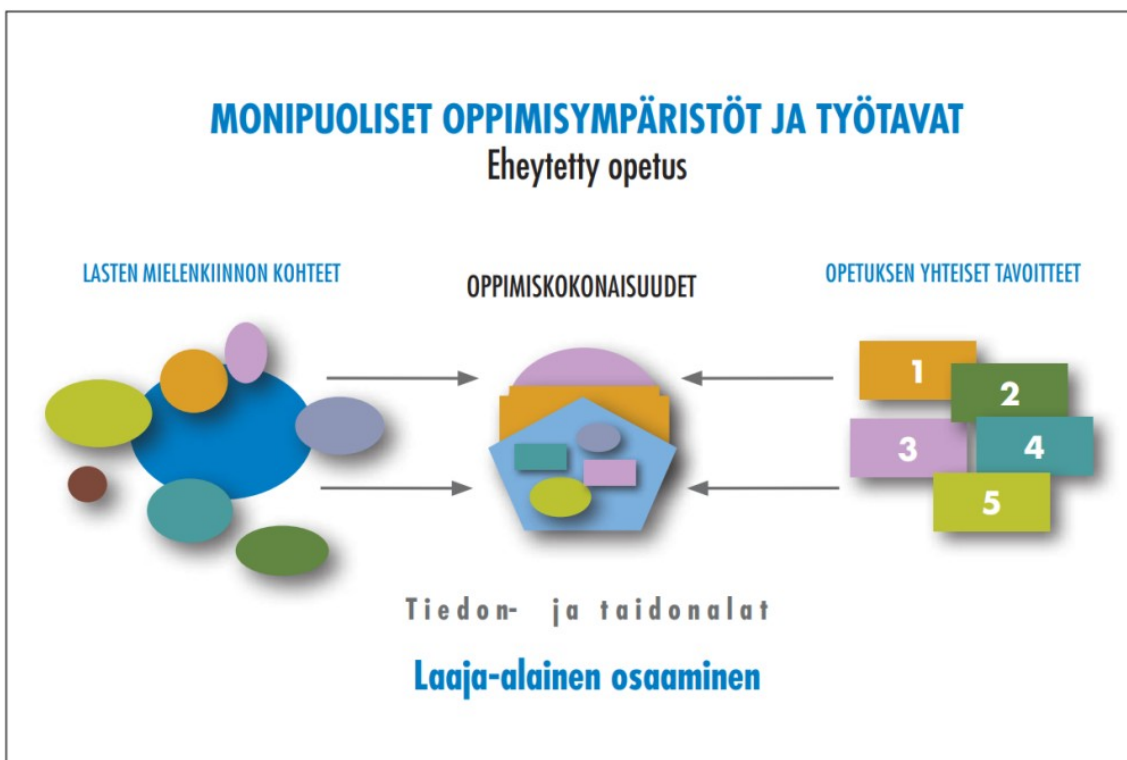 MONIPUOLISET OPPIMISYMPÄRISTÖT JA TYÖTAVAT
Eheytetty opetus
LASTEN MIELENKIINNON KOHTEET
OPPIMISKOKONAISUUDET
OPETUKSEN YHTEISET TAVOITTEET
1
2
3
4
5
Tiedon- ja taidonalat
Laaja-alainen osaaminen